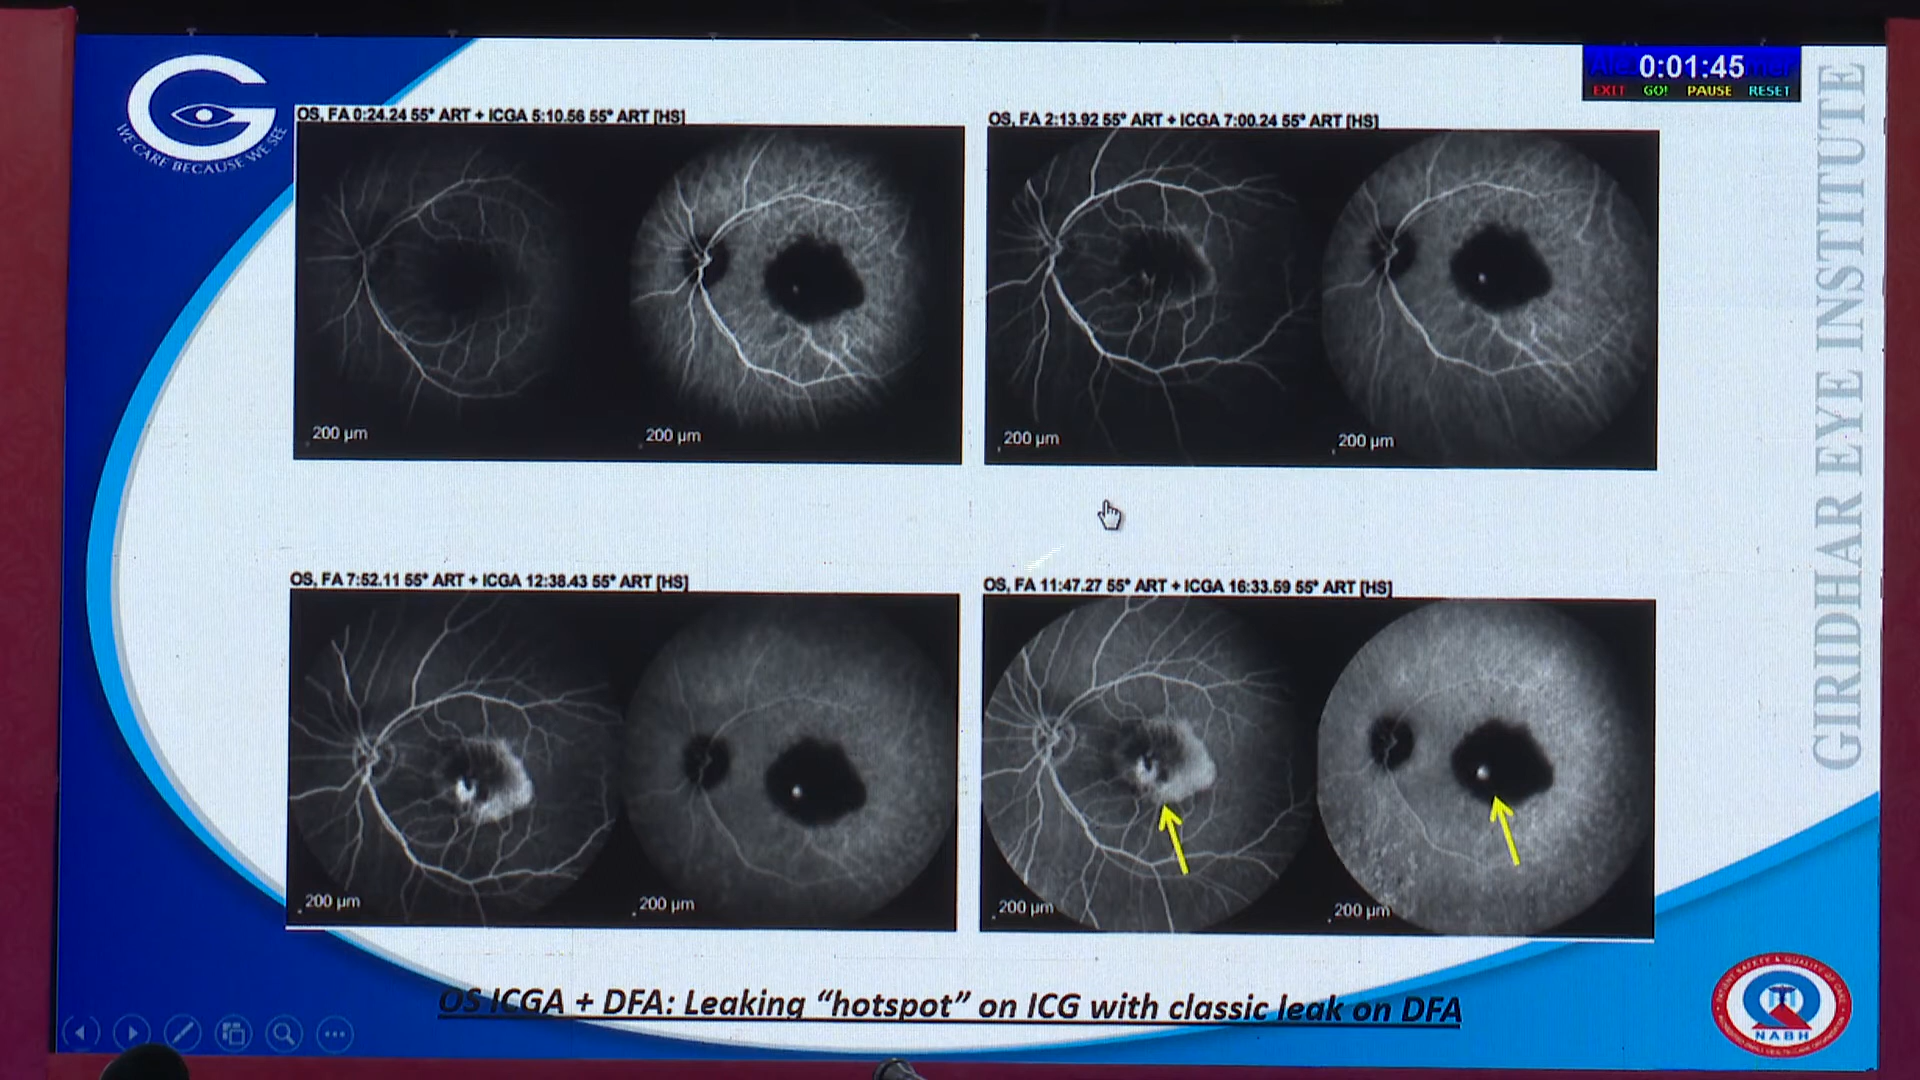 WE CARE BECAUSE WE SEE
0:01:45
EXIT GO! PAUSE RESET
GIRIDHAR EYE INSTITUTE
OS, FA 0:24.24 55° ART + ICGA 5:10.56 55° ART [HS]
200 µm
200 µm
OS, FA 2:13.92 55° ART + ICGA 7:00.24 55° ART [HS]
200 µm
200 µm
OS, FA 7:52.11 55° ART + ICGA 12:38.43 55° ART [HS]
200 µm
200 µm
OS, FA 11:47.27 55° ART + ICGA 16:33.59 55° ART [HS]
200 µm
200 µm
OS ICGA + DFA: Leaking “hotspot” on ICG with classic leak on DFA
PATIENT SAFETY & QUALITY OF CARE
NABH